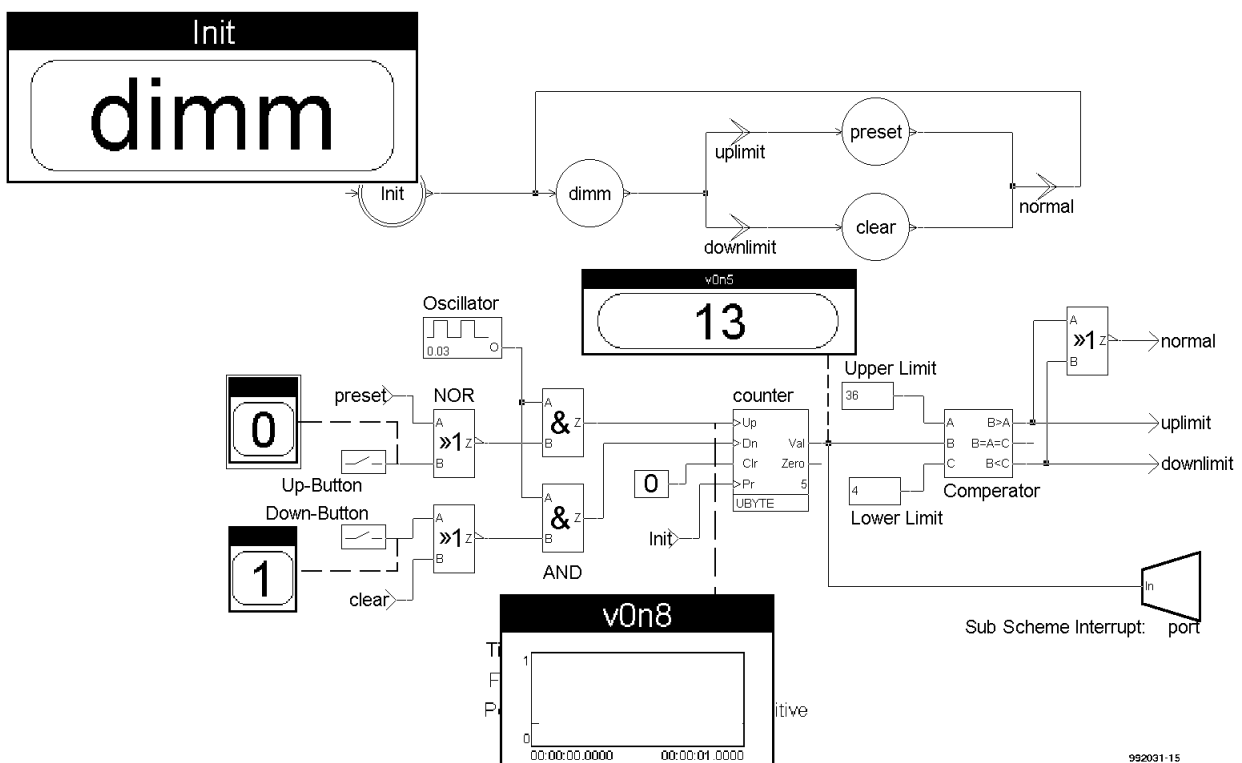 Init
dimm
Init
dimm
uplimit
preset
downlimit
clear
normal
v0n5
13
Oscillator
0.03
O
0
preset
NOR
A
»1
Z
B
Up-Button
A
&
Z
B
counter
Up
Dn
Val
Clr
Zero
Pr
5
UBYTE
0
Init
Upper Limit
36
A
B>A
B
B=A=C
C
B<C
4
Lower Limit
Comperator
A
»1
Z
B
normal
uplimit
downlimit
1
Down-Button
A
»1
Z
B
clear
A
&
Z
B
AND
In
Sub Scheme Interrupt: port
v0n8
1
0
00:00:00.0000 00:00:01.0000
992031-15